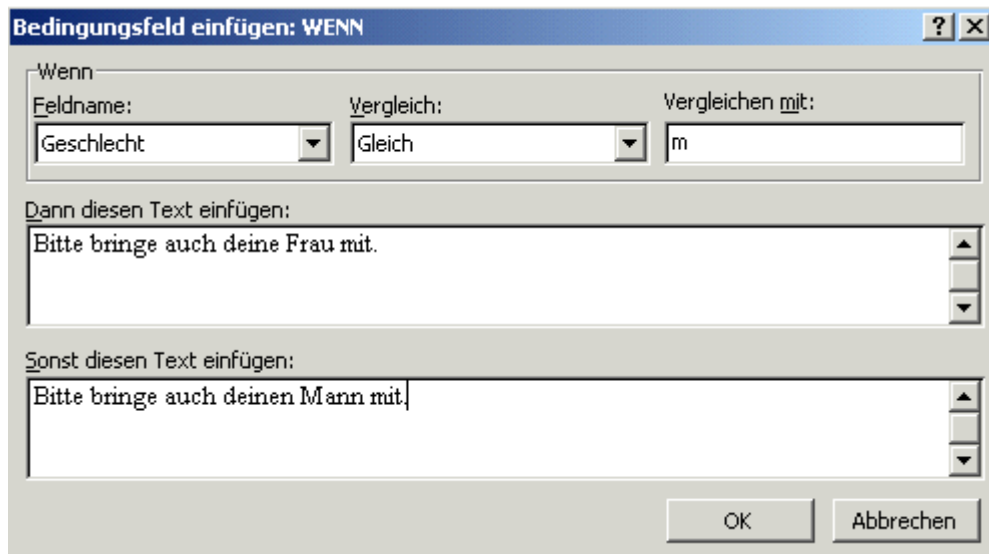 Bedingungsfeld einfügen: WENN
Wenn
Feldname: Vergleich: Vergleichen mit:
Geschlecht Gleich m
Dann diesen Text einfügen:
Bitte bringe auch deine Frau mit.
Sonst diesen Text einfügen:
Bitte bringe auch deinen Mann mit.
OK Abbrechen